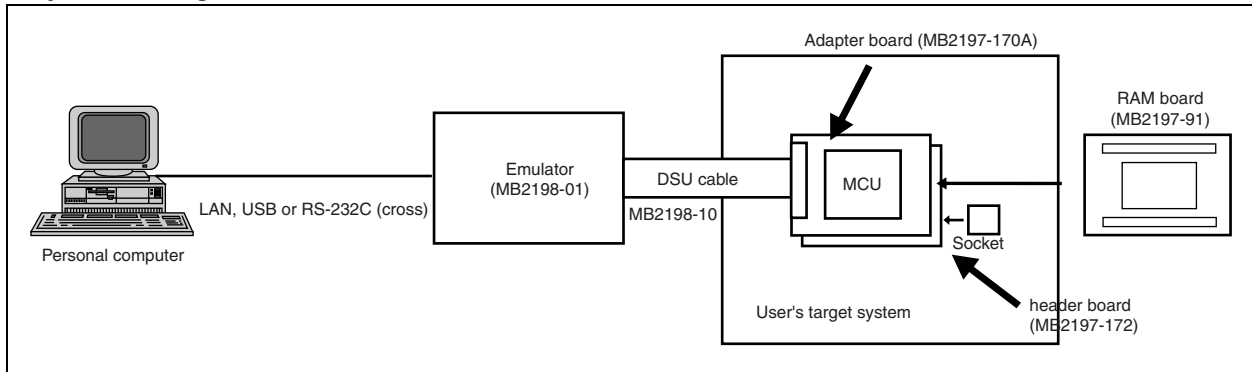 Adapter board (MB2197-170A)
RAM board
(MB2197-91)
Emulator
(MB2198-01)
DSU cable
MCU
LAN, USB or RS-232C (cross)
MB2198-10
Socket
Personal computer
User's target system
header board
(MB2197-172)